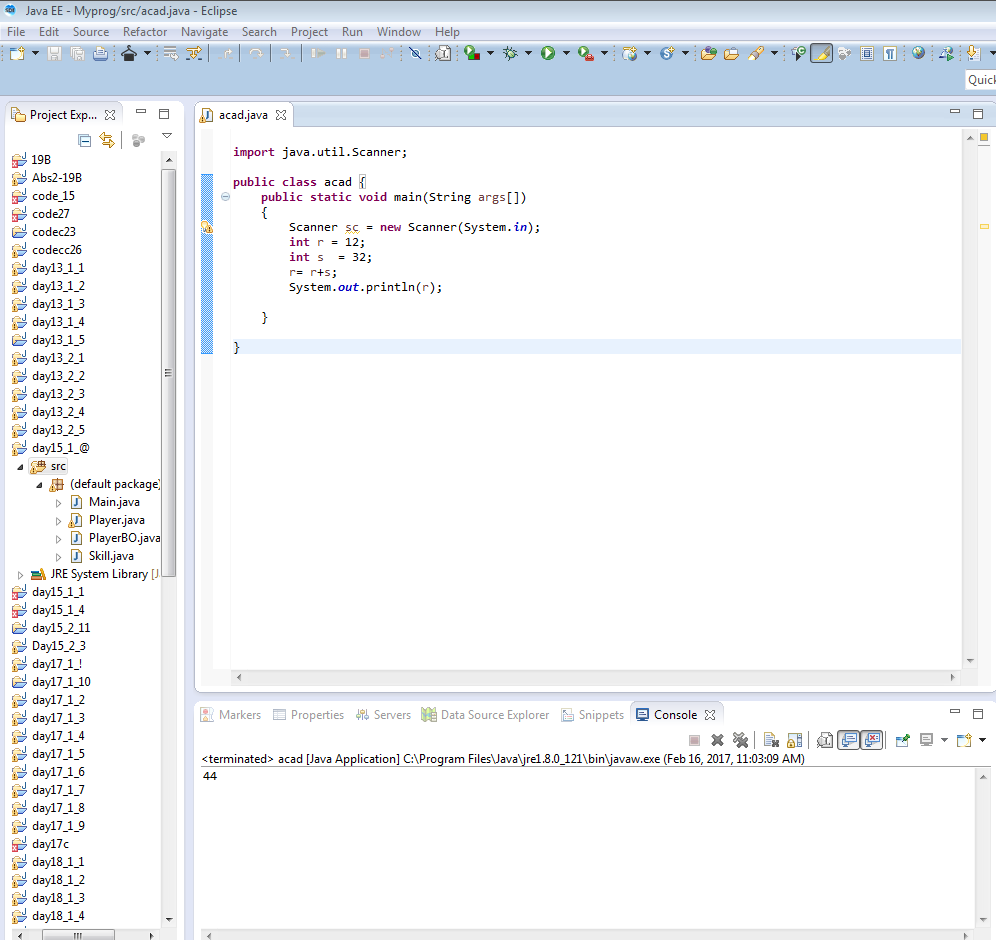 Java EE - Myprog/src/acad.java - Eclipse
File Edit Source Refactor Navigate Search Project Run Window Help
Quick
Project Exp...
19B
Abs2-19B
code_15
code27
codec23
codecc26
day13_1_1
day13_1_2
day13_1_3
day13_1_4
day13_1_5
day13_2_1
day13_2_2
day13_2_3
day13_2_4
day13_2_5
day15_1_@
src
(default package)
Main.java
Player.java
PlayerBO.java
Skill.java
JRE System Library [J
day15_1_1
day15_1_4
day15_2_11
Day15_2_3
day17_1_!
day17_1_10
day17_1_2
day17_1_3
day17_1_4
day17_1_5
day17_1_6
day17_1_7
day17_1_8
day17_1_9
day17c
day18_1_1
day18_1_2
day18_1_3
day18_1_4
acad.java
import java.util.Scanner;
public class acad {
public static void main(String args[])
{
Scanner sc = new Scanner(System.in);
int r = 12;
int s  = 32;
r= r+s;
System.out.println(r);
}
}
Markers Properties Servers Data Source Explorer Snippets Console
<terminated> acad [Java Application] C:\Program Files\Java\jre1.8.0_121\bin\javaw.exe (Feb 16, 2017, 11:03:09 AM)
44